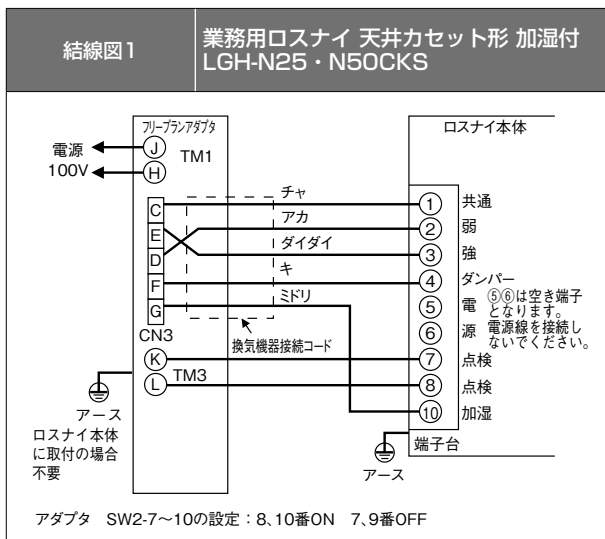 結線図1
業務用ロスナイ 天井カセット形 加湿付
LGH-N25・N50CKS
フリープランアダプタ
ロスナイ本体
電源
100V
J
H
TM1
C
E
D
F
G
CN3
K
L
TM3
チャ
アカ
ダイダイ
キ
ミドリ
換気機器接続コード
① 共通
② 弱
③ 強
④ ダンパー
⑤ 電
⑥ 源
⑤⑥は空き端子
となります。
電源線を接続し
ないでください。
⑦ 点検
⑧ 点検
⑩ 加湿
端子台
アース
アース
ロスナイ本体
に取付の場合
不要
アダプタ SW2-7～10の設定：8、10番ON 7、9番OFF